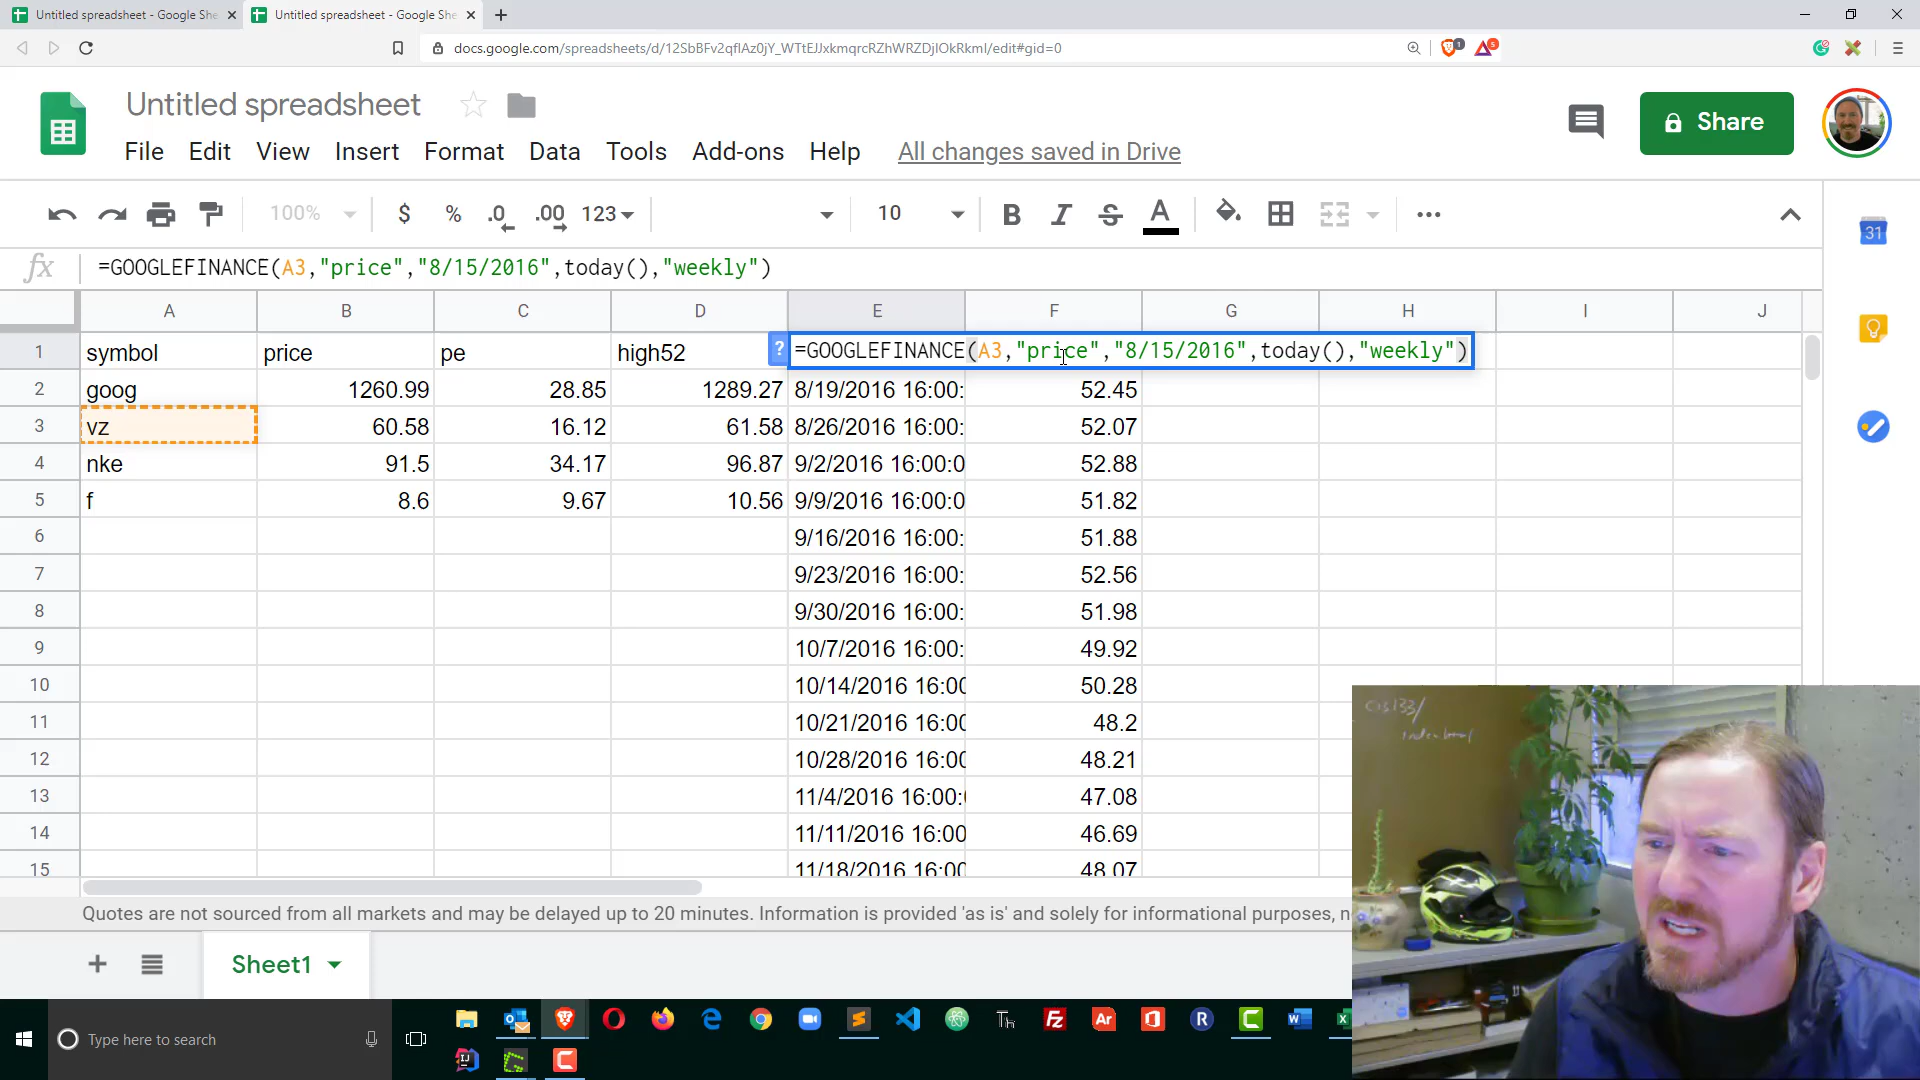 Untitled spreadsheet - Google She
Untitled spreadsheet - Google She
docs.google.com/spreadsheets/d/12SbBFv2qflAz0jY_WTtEJJxkmqrcRZhWRZDjIOkRkmI/edit#gid=0
Untitled spreadsheet
Share
File Edit View Insert Format Data Tools Add-ons Help All changes saved in Drive
100% $ % .0 .00 123 10 B I S A
31
fx =GOOGLEFINANCE(A3,"price","8/15/2016",today(),"weekly")
A B C D E F G H I J
1 symbol price pe high52 ? =GOOGLEFINANCE(A3,"price","8/15/2016",today(),"weekly")
2 goog 1260.99 28.85 1289.27 8/19/2016 16:00: 52.45
3 vz 60.58 16.12 61.58 8/26/2016 16:00: 52.07
4 nke 91.5 34.17 96.87 9/2/2016 16:00:0 52.88
5 f 8.6 9.67 10.56 9/9/2016 16:00:0 51.82
6 9/16/2016 16:00: 51.88
7 9/23/2016 16:00: 52.56
8 9/30/2016 16:00: 51.98
9 10/7/2016 16:00: 49.92
10 10/14/2016 16:00 50.28
11 10/21/2016 16:00 48.2
12 10/28/2016 16:00 48.21
13 11/4/2016 16:00: 47.08
14 11/11/2016 16:00 46.69
15 11/18/2016 16:00 48.07
Quotes are not sourced from all markets and may be delayed up to 20 minutes. Information is provided 'as is' and solely for informational purposes, n
Sheet1
Type here to search